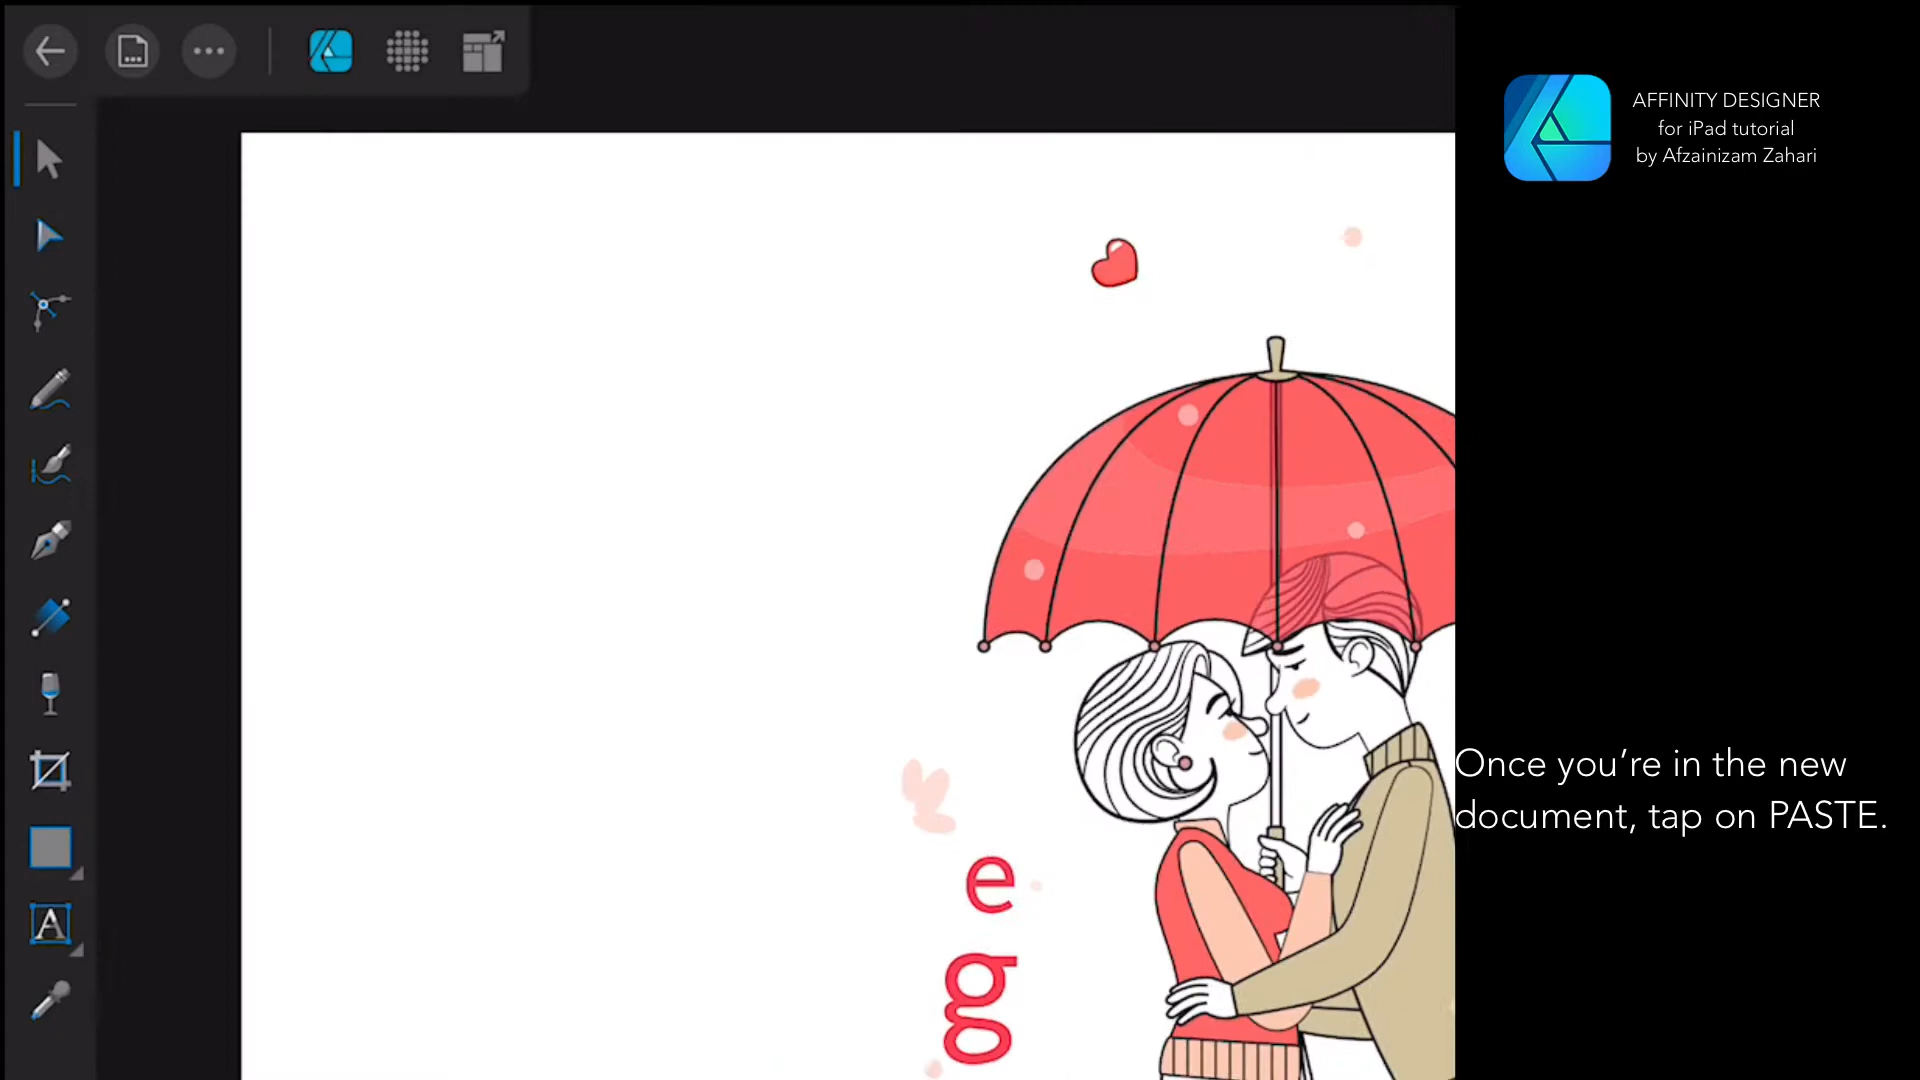 AFFINITY DESIGNER
for iPad tutorial
by Afzainizam Zahari
Once you’re in the new
document, tap on PASTE.
e
g
A